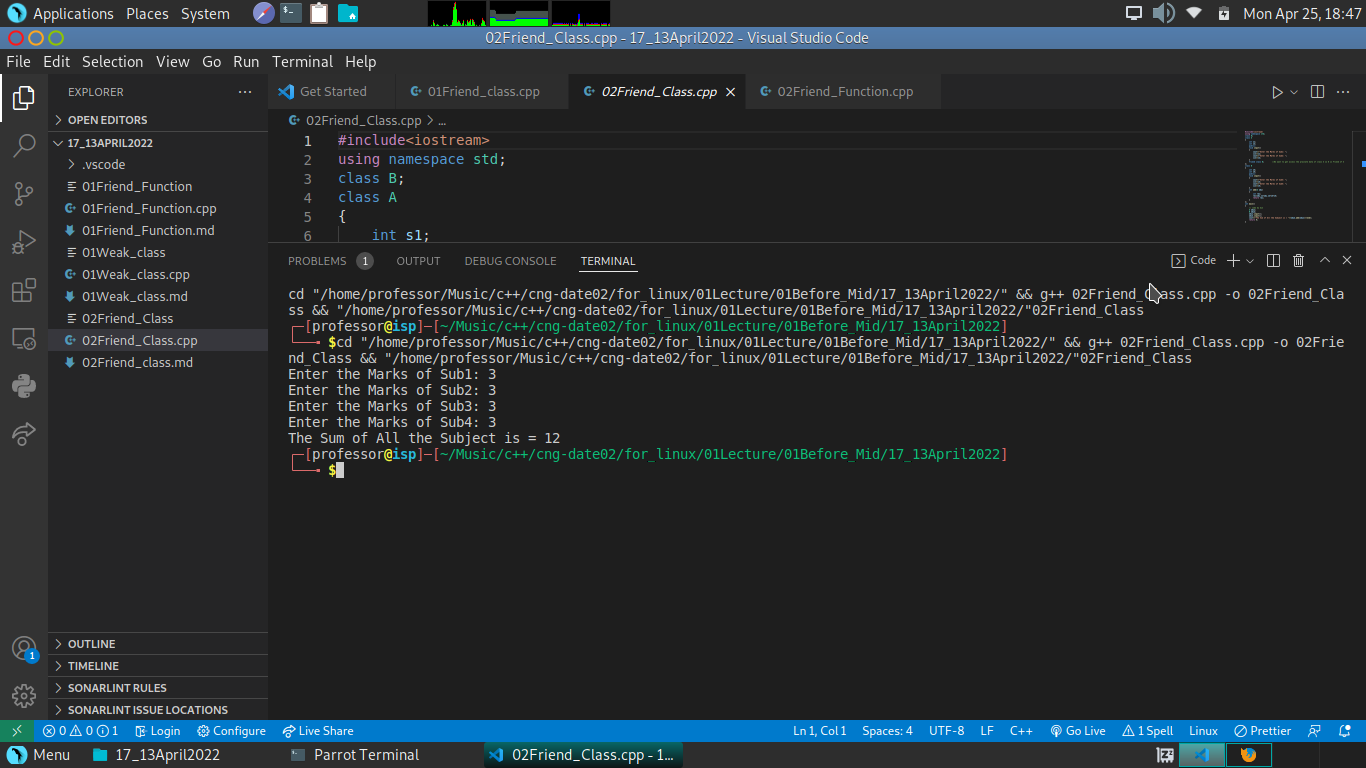 Applications Places System
Mon Apr 25, 18:47
02Friend_Class.cpp - 17_13April2022 - Visual Studio Code
File Edit Selection View Go Run Terminal Help
EXPLORER
Get Started 01Friend_class.cpp 02Friend_Class.cpp 02Friend_Function.cpp
OPEN EDITORS
17_13APRIL2022
.vscode
01Friend_Function
01Friend_Function.cpp
01Friend_Function.md
01Weak_class
01Weak_class.cpp
01Weak_class.md
02Friend_Class
02Friend_Class.cpp
02Friend_class.md
OUTLINE
TIMELINE
SONARLINT RULES
SONARLINT ISSUE LOCATIONS
02Friend_Class.cpp > ...
1 #include<iostream>
2 using namespace std;
3 class B;
4 class A
5 {
6 int s1;
PROBLEMS 1 OUTPUT DEBUG CONSOLE TERMINAL
Code
cd "/home/professor/Music/c++/cng-date02/for_linux/01Lecture/01Before_Mid/17_13April2022/" && g++ 02Friend_Class.cpp -o 02Friend_Cla
ss && "/home/professor/Music/c++/cng-date02/for_linux/01Lecture/01Before_Mid/17_13April2022/"02Friend_Class
[professor@isp]-[~/Music/c++/cng-date02/for_linux/01Lecture/01Before_Mid/17_13April2022]
$cd "/home/professor/Music/c++/cng-date02/for_linux/01Lecture/01Before_Mid/17_13April2022/" && g++ 02Friend_Class.cpp -o 02Frie
nd_Class && "/home/professor/Music/c++/cng-date02/for_linux/01Lecture/01Before_Mid/17_13April2022/"02Friend_Class
Enter the Marks of Sub1: 3
Enter the Marks of Sub2: 3
Enter the Marks of Sub3: 3
Enter the Marks of Sub4: 3
The Sum of All the Subject is = 12
[professor@isp]-[~/Music/c++/cng-date02/for_linux/01Lecture/01Before_Mid/17_13April2022]
$
1
0 0 1 Login Configure Live Share
Ln 1, Col 1 Spaces: 4 UTF-8 LF C++ Go Live 1 Spell Linux Prettier
Menu 17_13April2022 Parrot Terminal 02Friend_Class.cpp - 1...